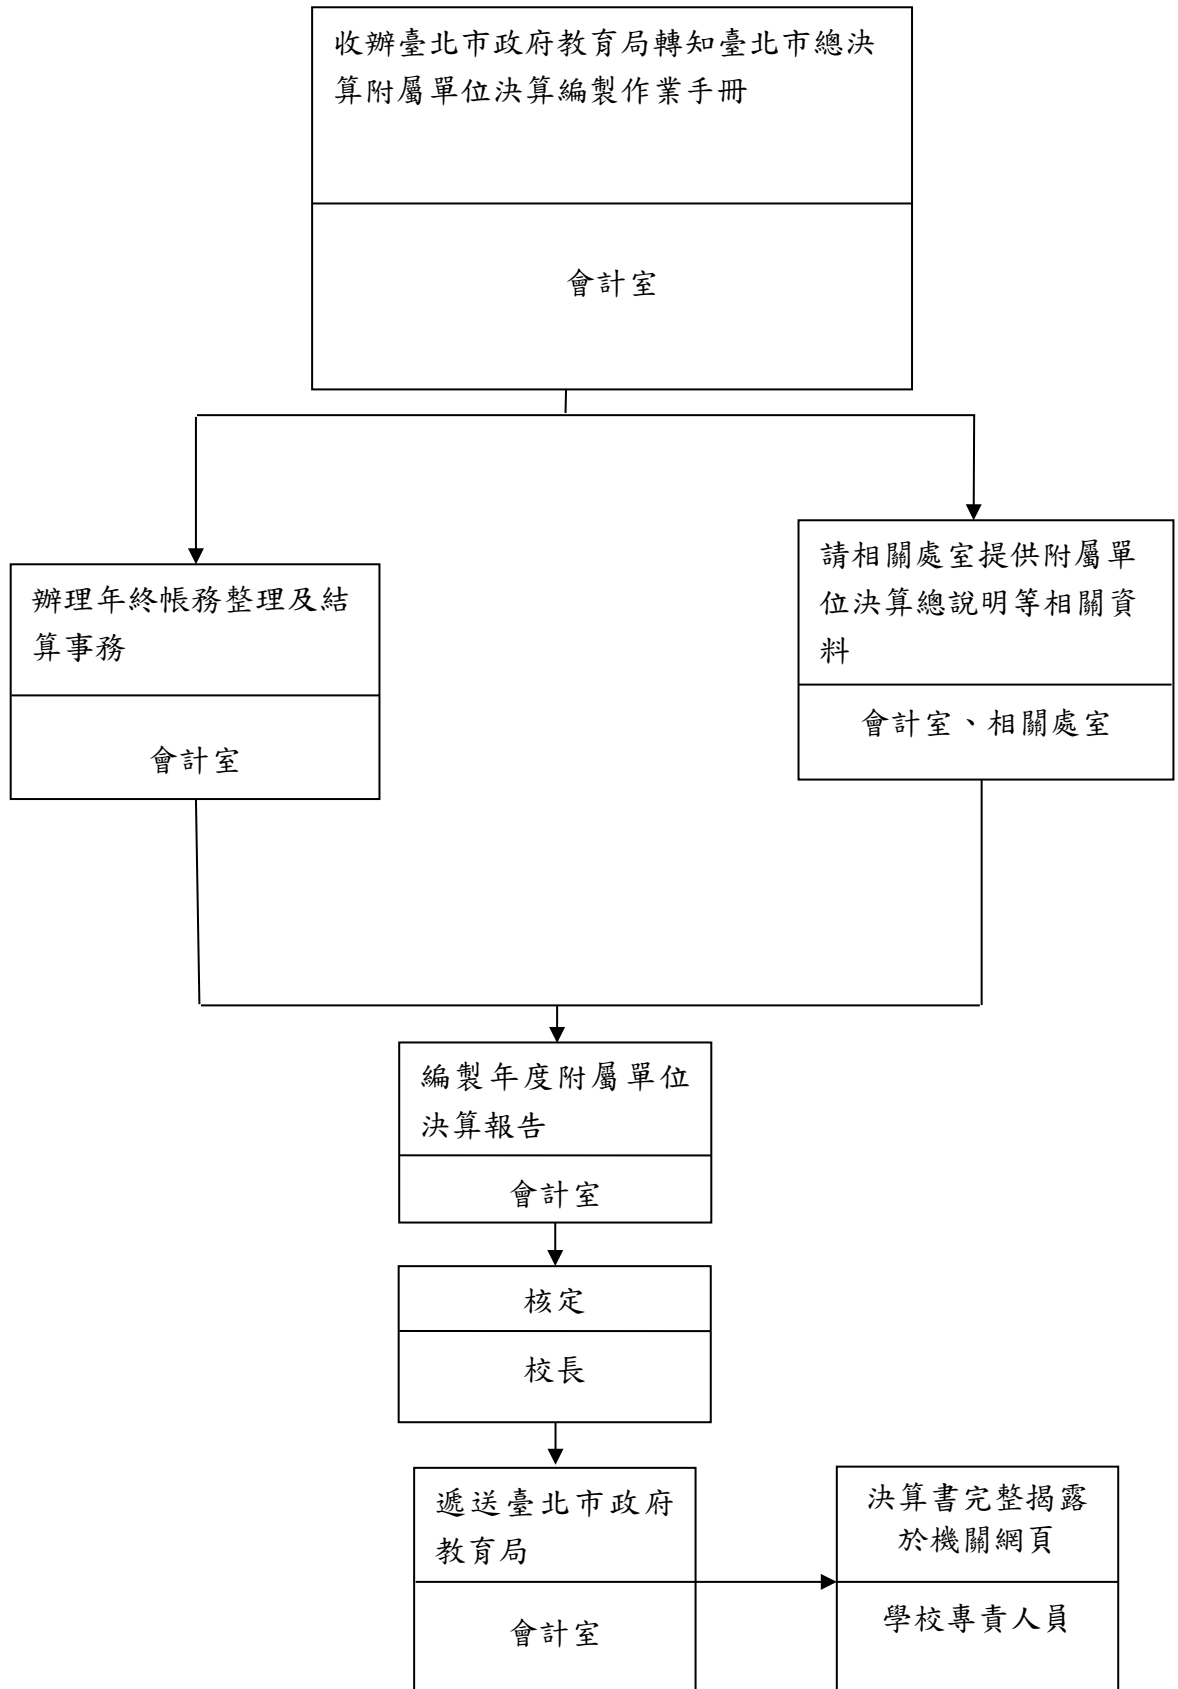 收辦臺北市政府教育局轉知臺北市總決
算附屬單位決算編製作業手冊
會計室
辦理年終帳務整理及結
算事務
會計室
請相關處室提供附屬單
位決算總說明等相關資
料
會計室、相關處室
編製年度附屬單位
決算報告
會計室
核定
校長
遞送臺北市政府
教育局
會計室
決算書完整揭露
於機關網頁
學校專責人員